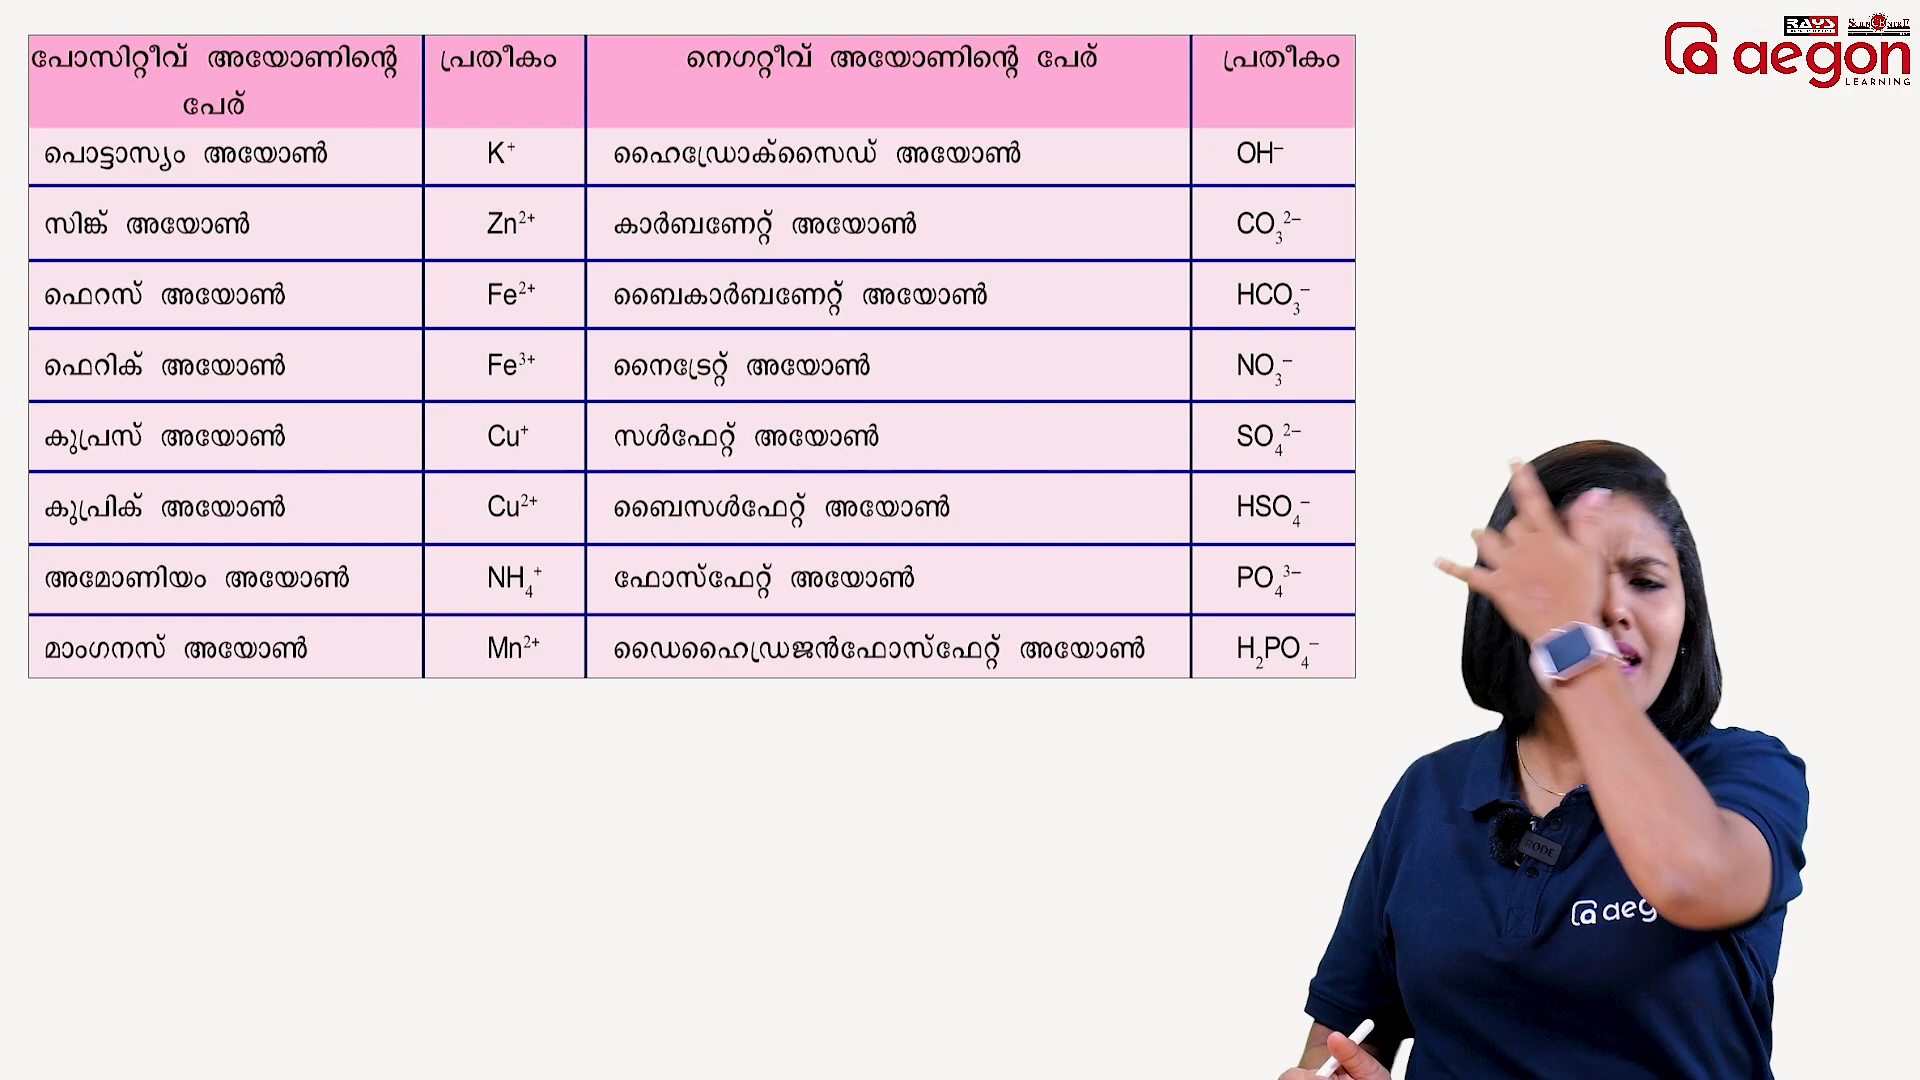 പോസിറ്റീവ് അയോണിന്റെ പേര് പ്രതീകം നെഗറ്റീവ് അയോണിന്റെ പേര് പ്രതീകം
പൊട്ടാസ്യം അയോൺ K⁺ ഹൈഡ്രോക്സൈഡ് അയോൺ OH⁻
സിങ്ക് അയോൺ Zn²⁺ കാർബണേറ്റ് അയോൺ CO₃²⁻
ഫെറസ് അയോൺ Fe²⁺ ബൈകാർബണേറ്റ് അയോൺ HCO₃⁻
ഫെറിക് അയോൺ Fe³⁺ നൈട്രേറ്റ് അയോൺ NO₃⁻
കുപ്രസ് അയോൺ Cu⁺ സൾഫേറ്റ് അയോൺ SO₄²⁻
കുപ്രിക് അയോൺ Cu²⁺ ബൈസൾഫേറ്റ് അയോൺ HSO₄⁻
അമോണിയം അയോൺ NH₄⁺ ഫോസ്ഫേറ്റ് അയോൺ PO₄³⁻
മാംഗനസ് അയോൺ Mn²⁺ ഡൈഹൈഡ്രജൻഫോസ്ഫേറ്റ് അയോൺ H₂PO₄⁻
RAYS
aegon
LEARNING
RODE
aeg